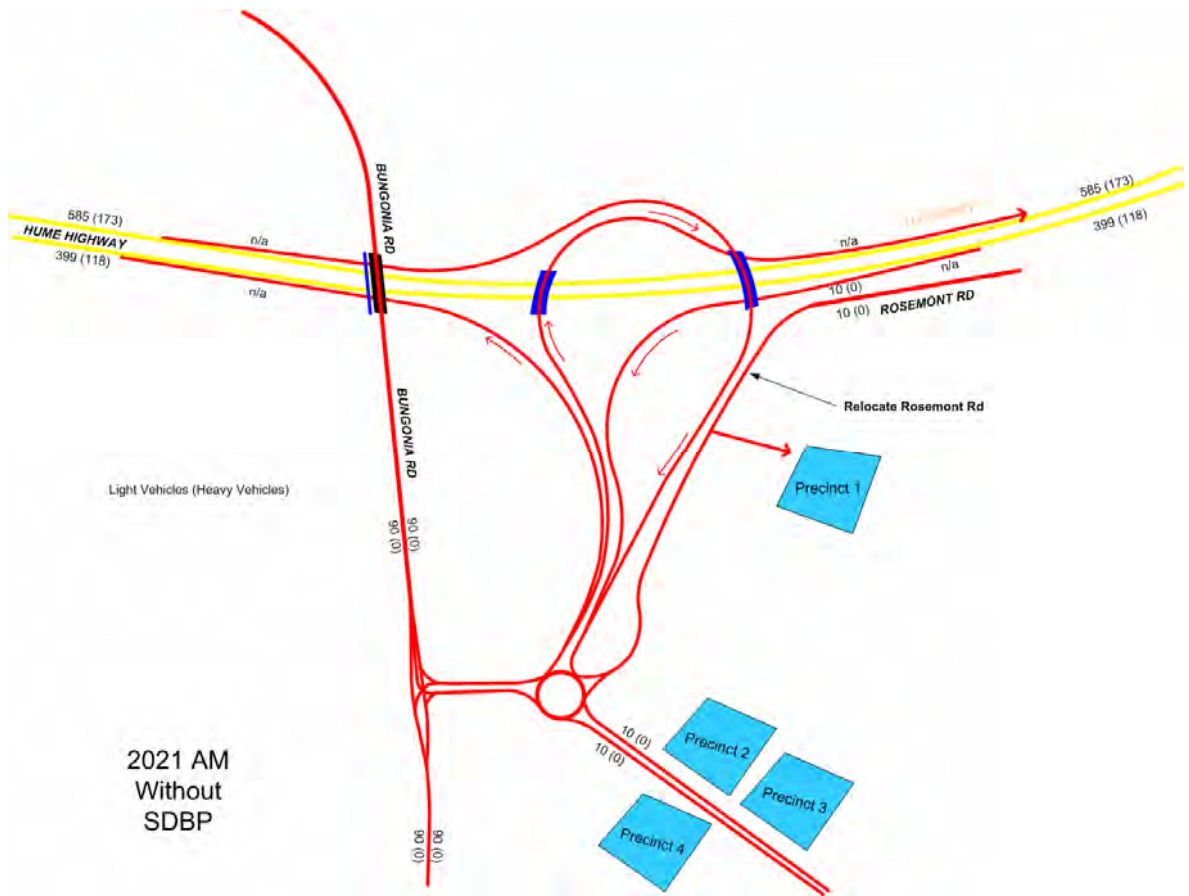 BUNGONIA RD
585 (173)
585 (173)
HUME HIGHWAY
399 (118)
399 (118)
n/a
n/a
n/a
n/a
10 (0)
10 (0)
ROSEMONT RD
Relocate Rosemont Rd
BUNGONIA RD
Precinct 1
Light Vehicles (Heavy Vehicles)
90 (0)
90 (0)
10 (0)
10 (0)
Precinct 2
Precinct 3
Precinct 4
2021 AM
Without
SDBP
90 (0)
90 (0)